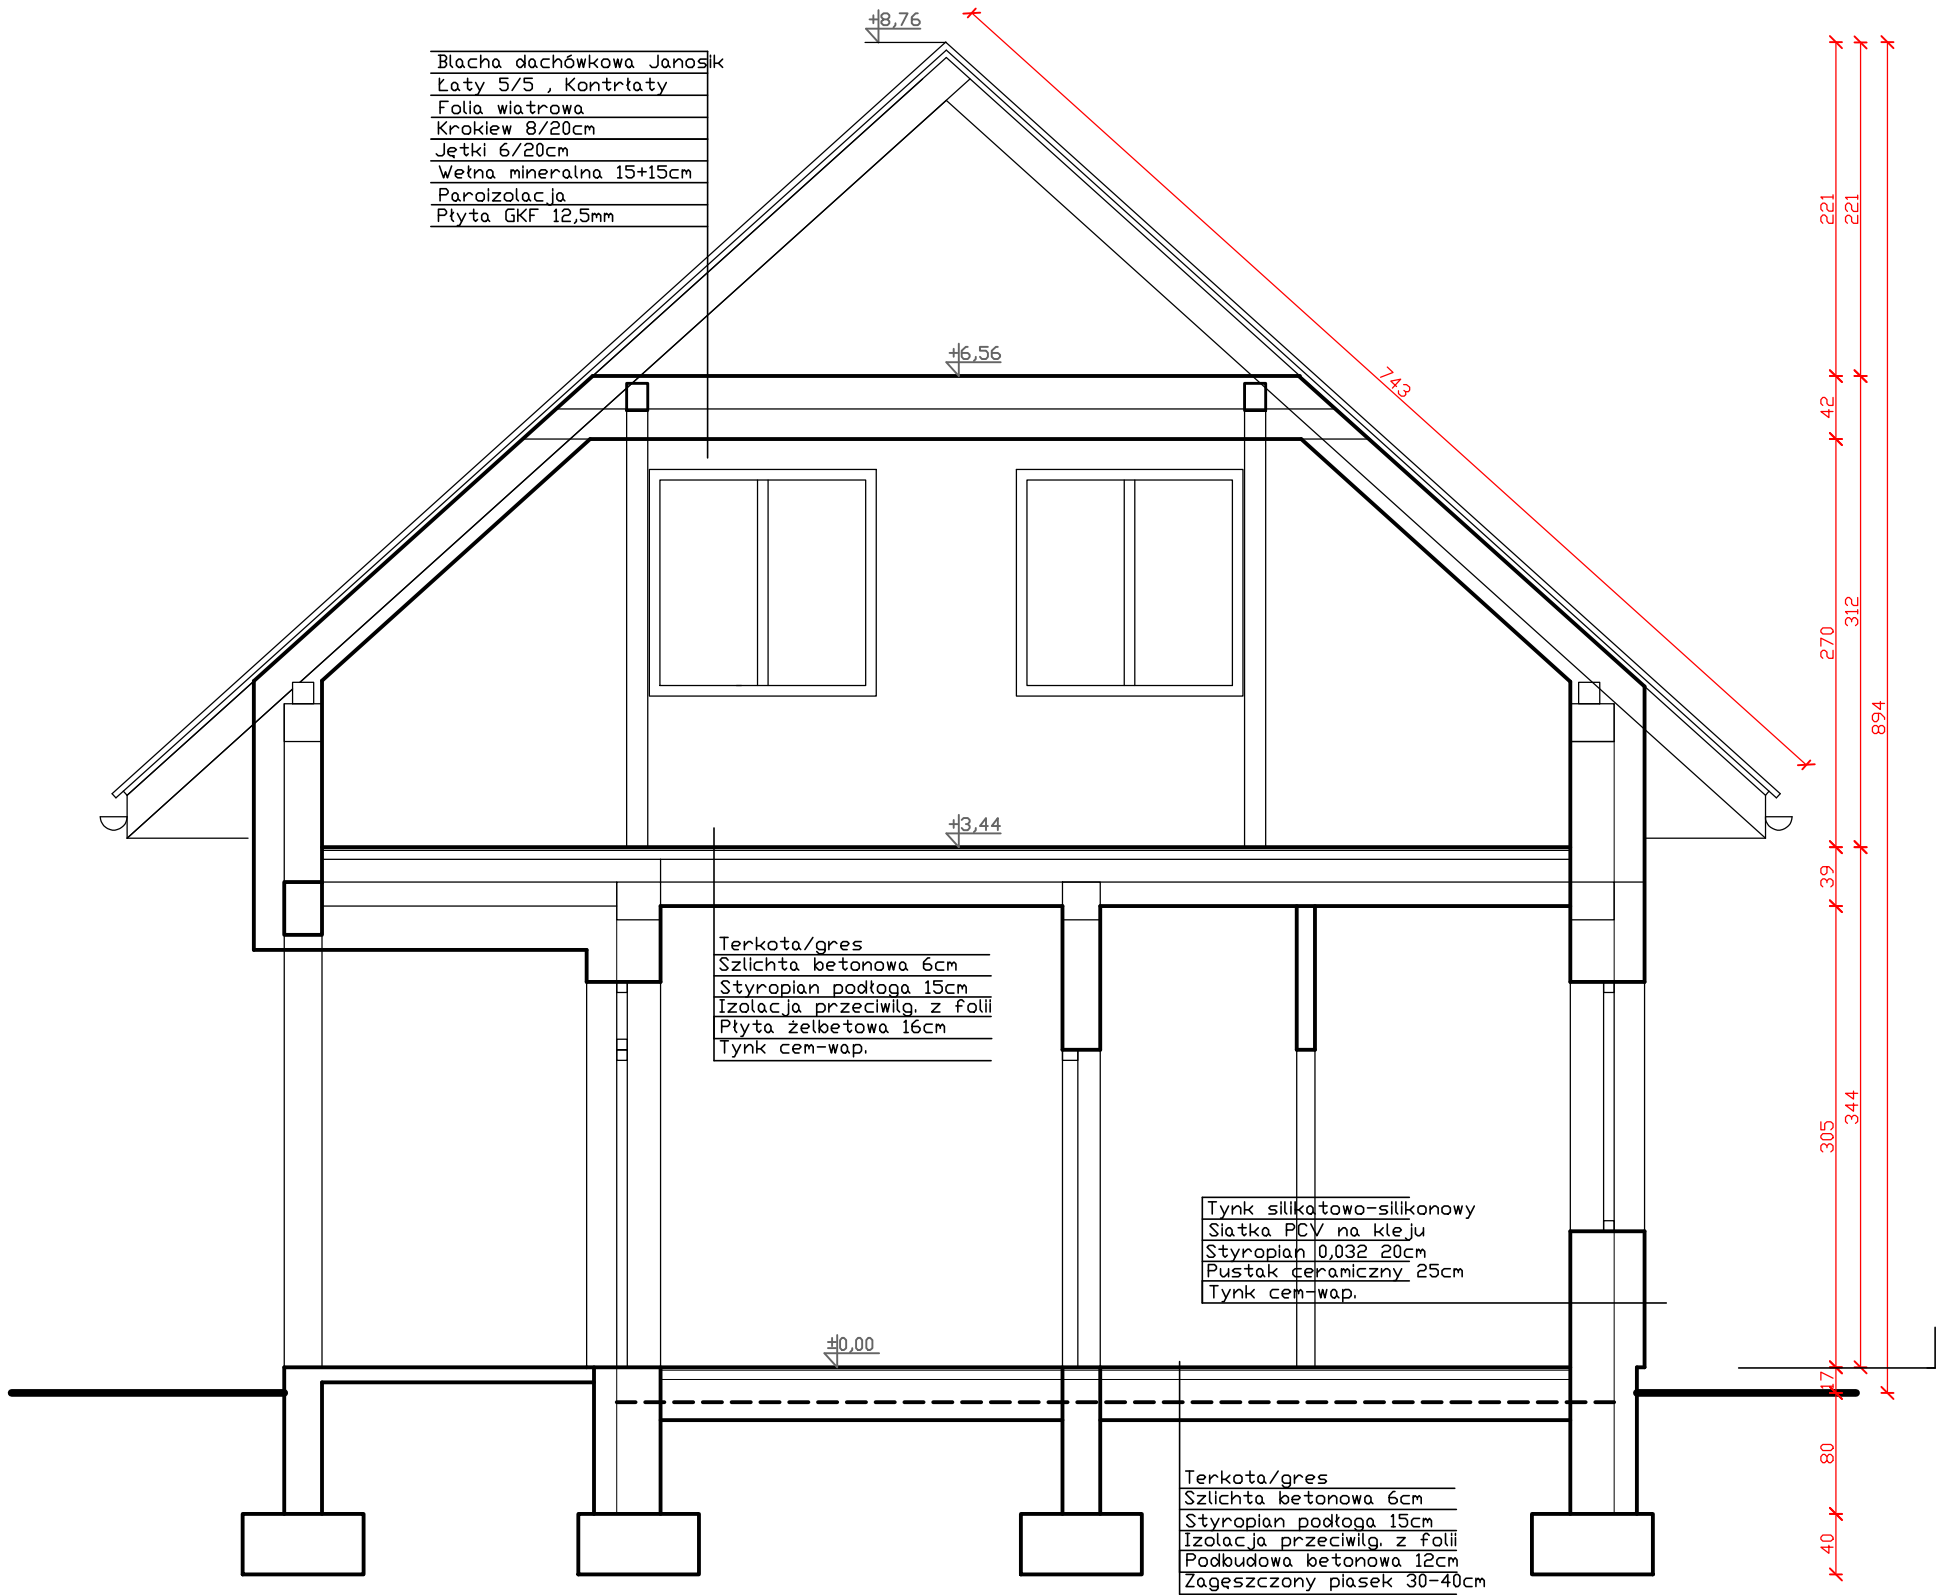 +8,76
Blacha dachówkowa Janosik
Łaty 5/5 , Kontrłaty
Folia wiatrowa
Krokiew 8/20cm
Jętki 6/20cm
Wełna mineralna 15+15cm
Paroizolacja
Płyta GKF 12,5mm
+6,56
743
221
221
42
270
312
894
+3,44
39
305
344
Terkota/gres
Szlichta betonowa 6cm
Styropian podłoga 15cm
Izolacja przeciwilg. z folii
Płyta żelbetowa 16cm
Tynk cem-wap.
Tynk silikatowo-silikonowy
Siatka PCV na kleju
Styropian 0,032 20cm
Pustak ceramiczny 25cm
Tynk cem-wap.
±0,00
17
80
40
Terkota/gres
Szlichta betonowa 6cm
Styropian podłoga 15cm
Izolacja przeciwilg. z folii
Podbudowa betonowa 12cm
Zagęszczony piasek 30-40cm